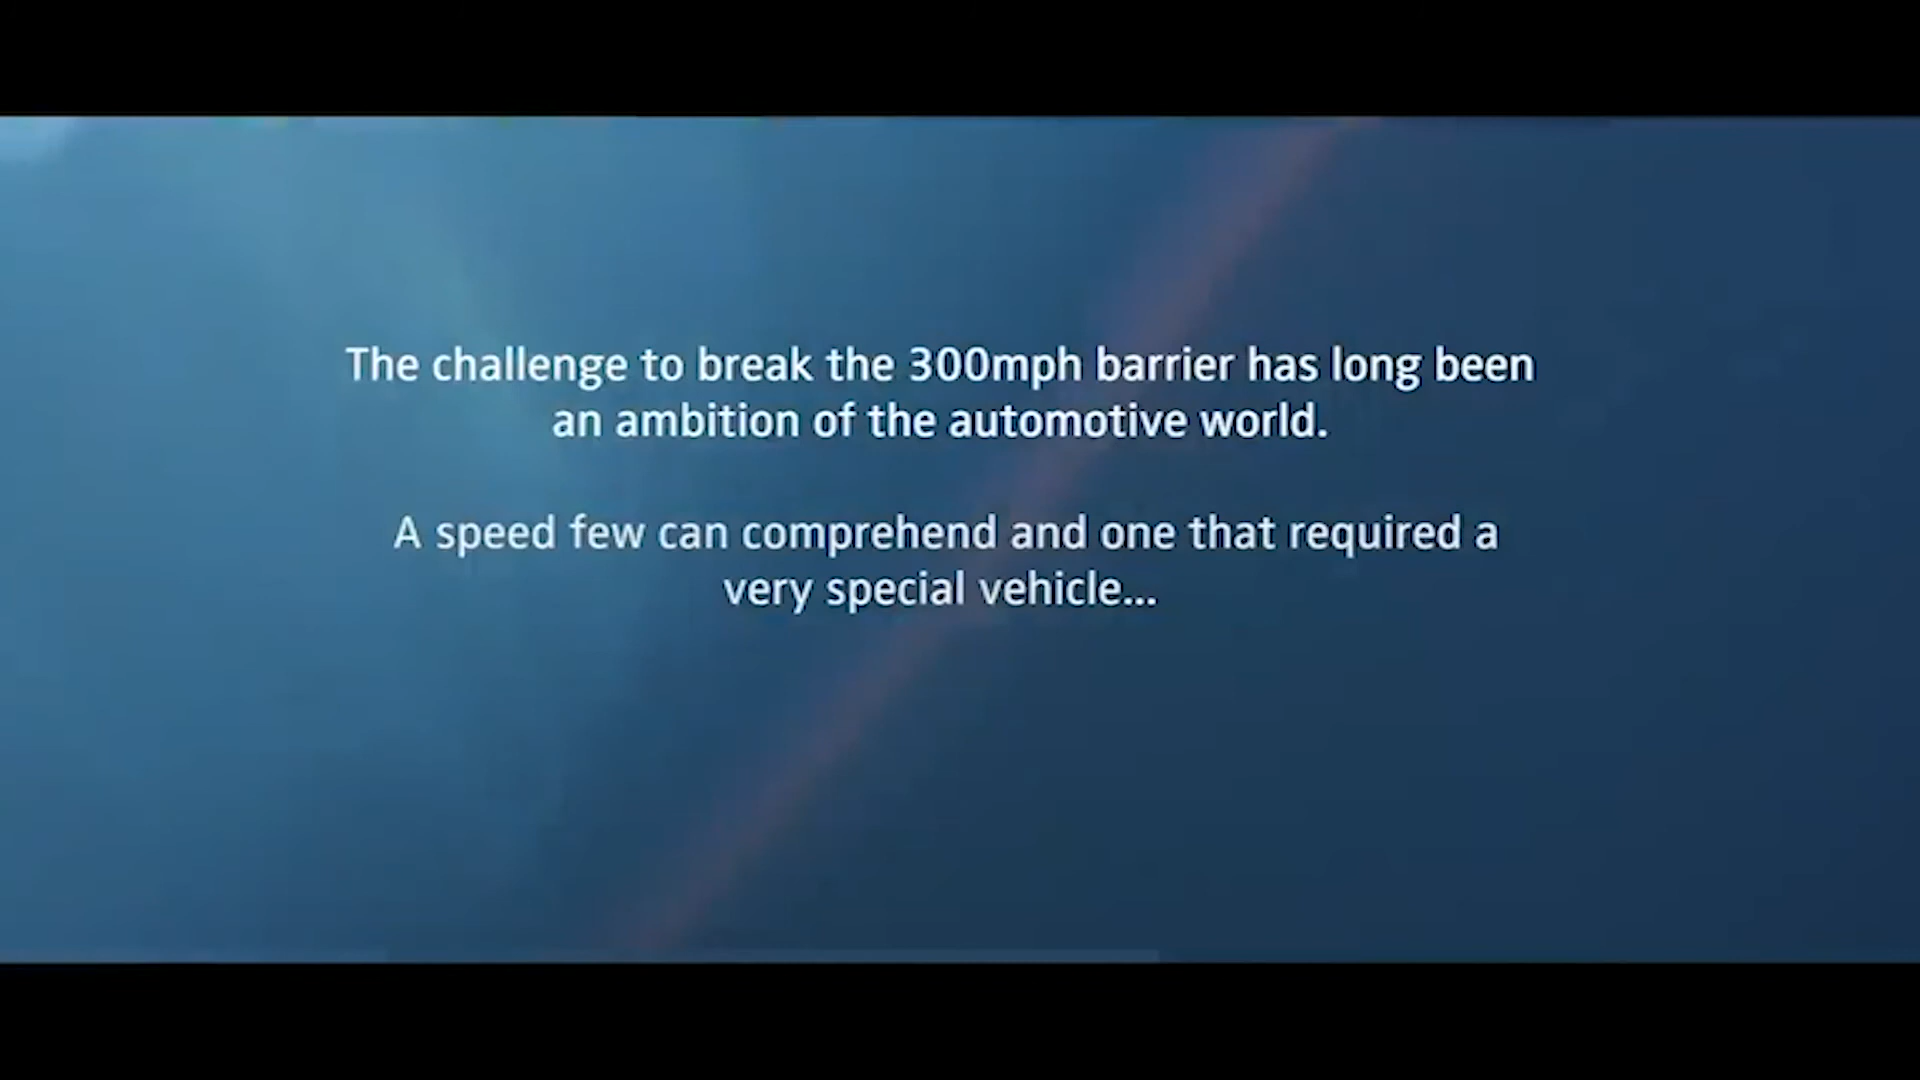 The challenge to break the 300mph barrier has long been
an ambition of the automotive world.
A speed few can comprehend and one that required a
very special vehicle...